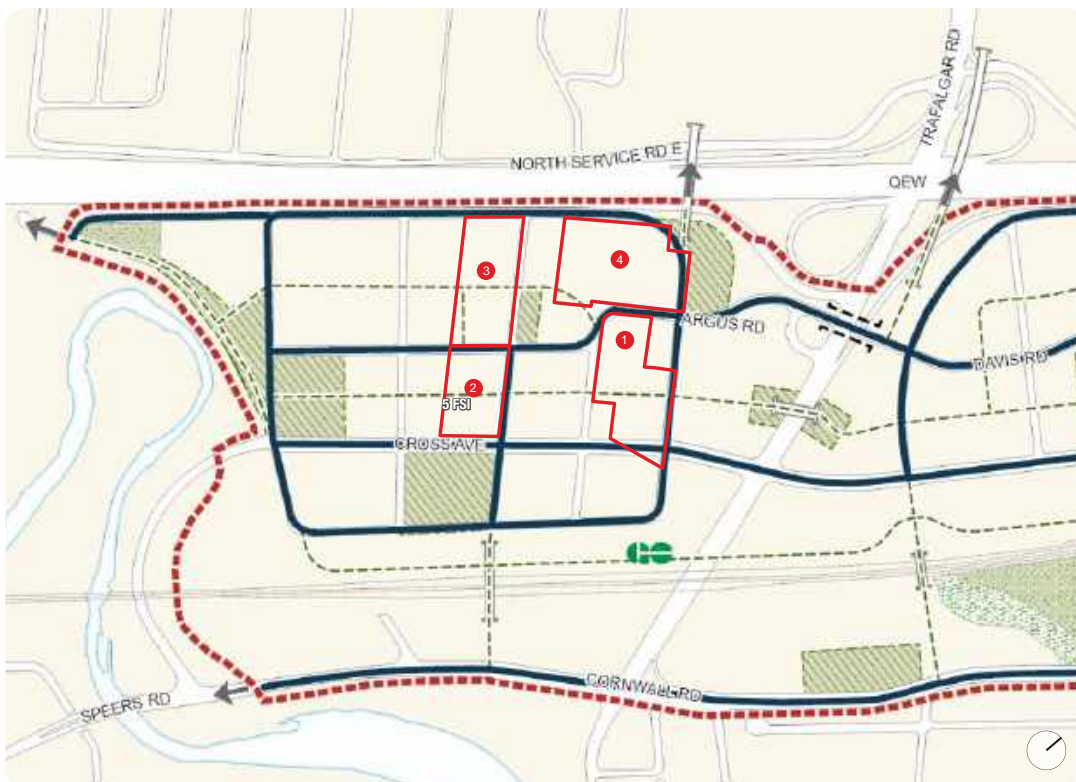 TRAFALGAR RD
NORTH SERVICE RD E
QEW
3
4
ARGUS RD
1
DAVIS RD
2
5 FSI
CROSS AVE
GO
CORNWALL RD
SPEERS RD